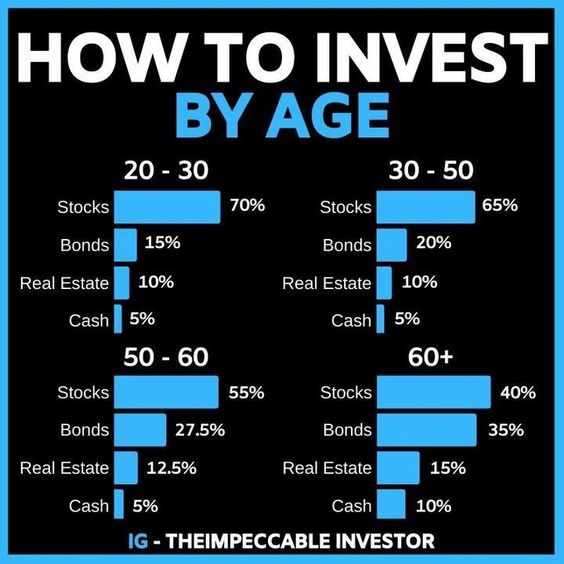 HOW TO INVEST
BY AGE
20 - 30
Stocks 70%
Bonds 15%
Real Estate 10%
Cash 5%
30 - 50
Stocks 65%
Bonds 20%
Real Estate 10%
Cash 5%
50 - 60
Stocks 55%
Bonds 27.5%
Real Estate 12.5%
Cash 5%
60+
Stocks 40%
Bonds 35%
Real Estate 15%
Cash 10%
IG - THEIMPECCABLE INVESTOR